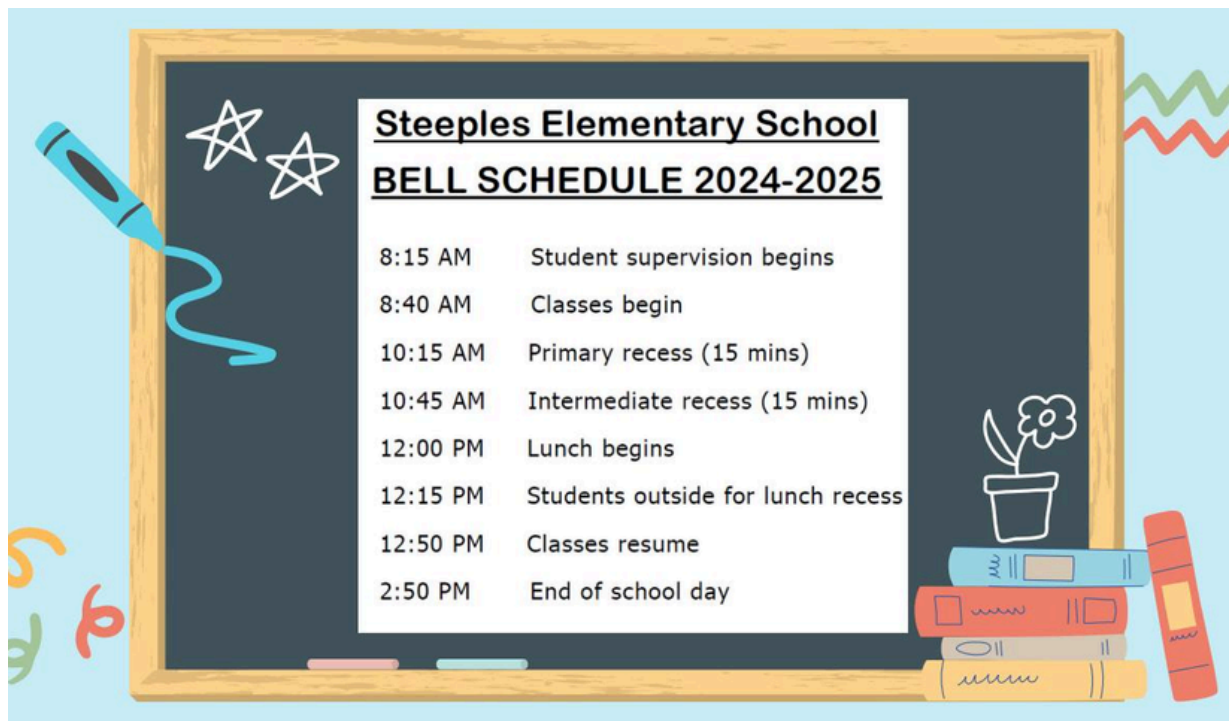 Steeples Elementary School
BELL SCHEDULE 2024-2025
8:15 AM Student supervision begins
8:40 AM Classes begin
10:15 AM Primary recess (15 mins)
10:45 AM Intermediate recess (15 mins)
12:00 PM Lunch begins
12:15 PM Students outside for lunch recess
12:50 PM Classes resume
2:50 PM End of school day